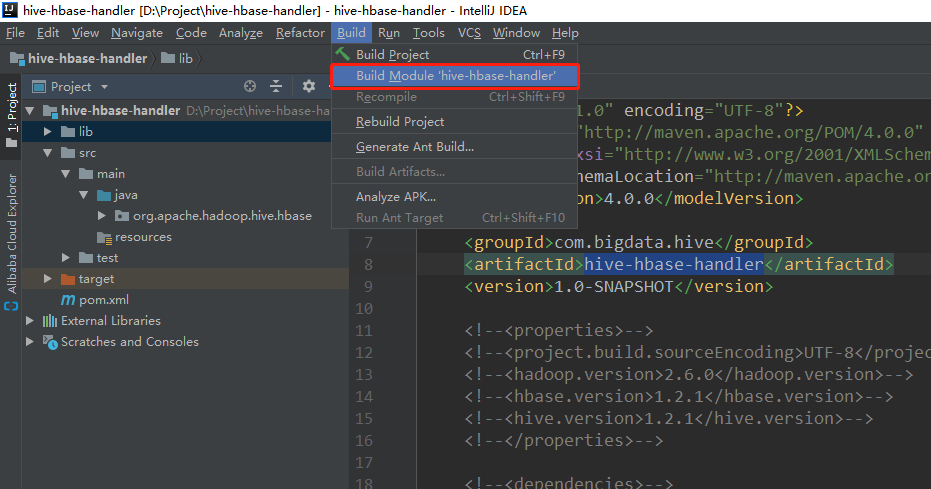 hive-hbase-handler [D:\Project\hive-hbase-handler] - hive-hbase-handler - IntelliJ IDEA
File Edit View Navigate Code Analyze Refactor Build Run Tools VCS Window Help
hive-hbase-handler lib
Build Project Ctrl+F9
Build Module 'hive-hbase-handler'
Recompile Ctrl+Shift+F9
Rebuild Project
Generate Ant Build...
Build Artifacts...
Analyze APK...
Run Ant Target Ctrl+Shift+F10
1: Project
Alibaba Cloud Explorer
Project
hive-hbase-handler D:\Project\hive-hbase-ha
lib
src
main
java
org.apache.hadoop.hive.hbase
resources
test
target
pom.xml
External Libraries
Scratches and Consoles
1.0" encoding="UTF-8"?>
"http://maven.apache.org/POM/4.0.0"
xsi="http://www.w3.org/2001/XMLSchem
hemaLocation="http://maven.apache.or
on>4.0.0</modelVersion>
7 <groupId>com.bigdata.hive</groupId>
8 <artifactId>hive-hbase-handler</artifactId>
9 <version>1.0-SNAPSHOT</version>
10
11 <!--<properties>-->
12 <!--<project.build.sourceEncoding>UTF-8</projec
13 <!--<hadoop.version>2.6.0</hadoop.version>-->
14 <!--<hbase.version>1.2.1</hbase.version>-->
15 <!--<hive.version>1.2.1</hive.version>-->
16 <!--</properties>-->
17
18 <!--<dependencies>-->